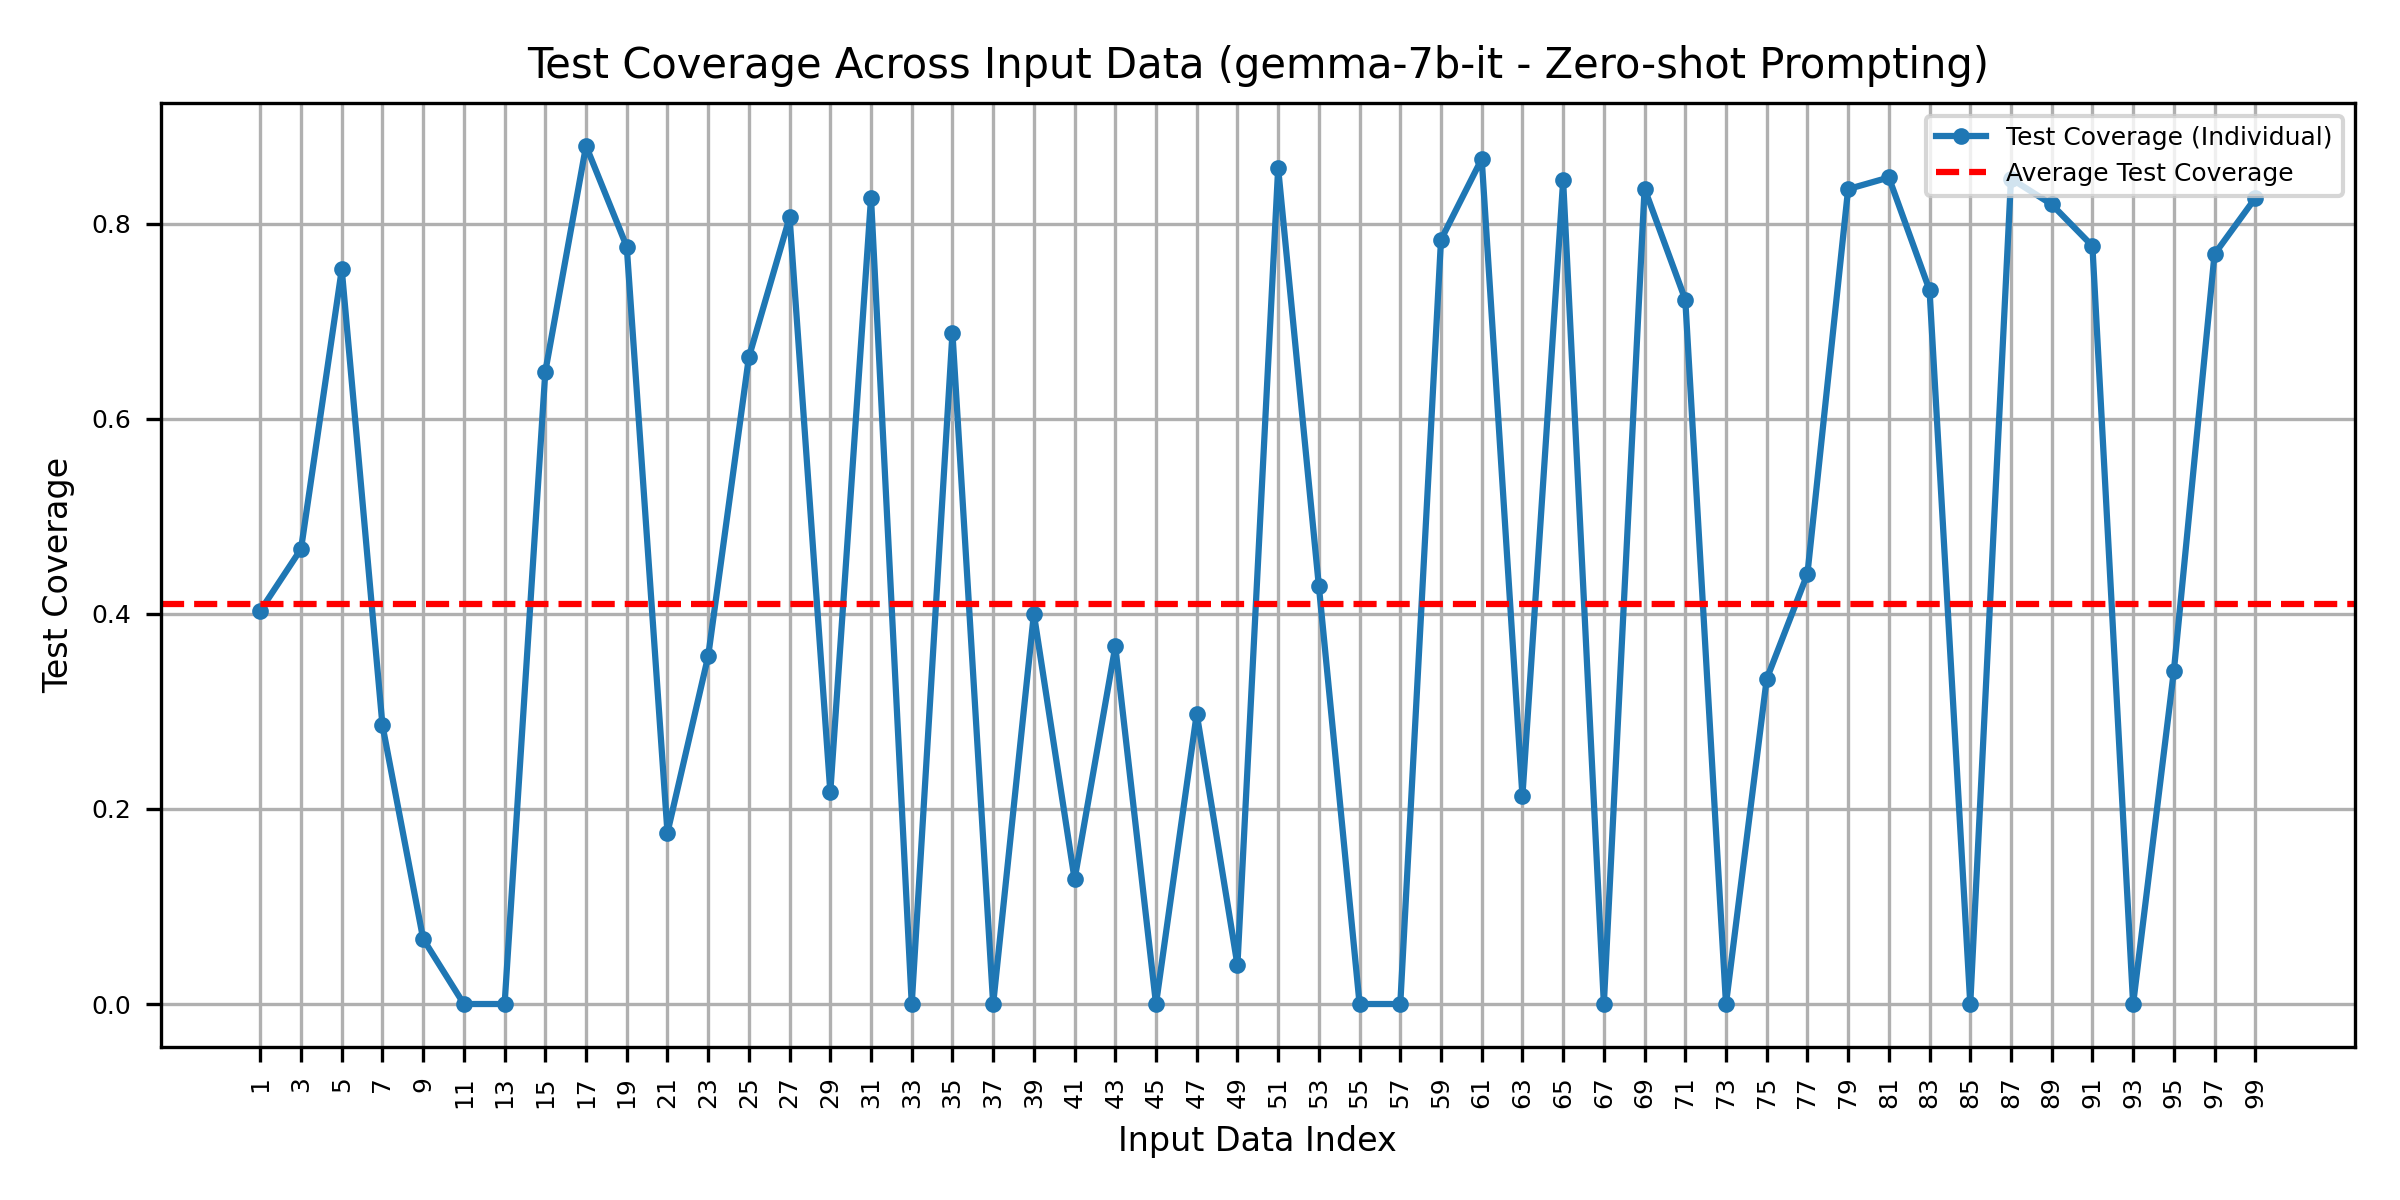 Test Coverage Across Input Data (gemma-7b-it - Zero-shot Prompting)
Test Coverage (Individual)
Average Test Coverage
Test Coverage
0.8
0.6
0.4
0.2
0.0
1 3 5 7 9 11 13 15 17 19 21 23 25 27 29 31 33 35 37 39 41 43 45 47 49 51 53 55 57 59 61 63 65 67 69 71 73 75 77 79 81 83 85 87 89 91 93 95 97 99
Input Data Index